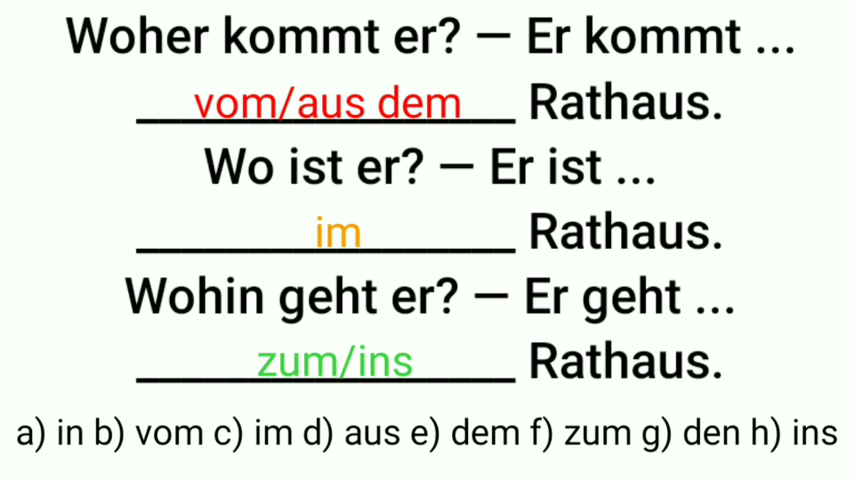 Woher kommt er? — Er kommt ...
vom/aus dem Rathaus.
Wo ist er? — Er ist ...
im Rathaus.
Wohin geht er? — Er geht ...
zum/ins Rathaus.
a) in b) vom c) im d) aus e) dem f) zum g) den h) ins